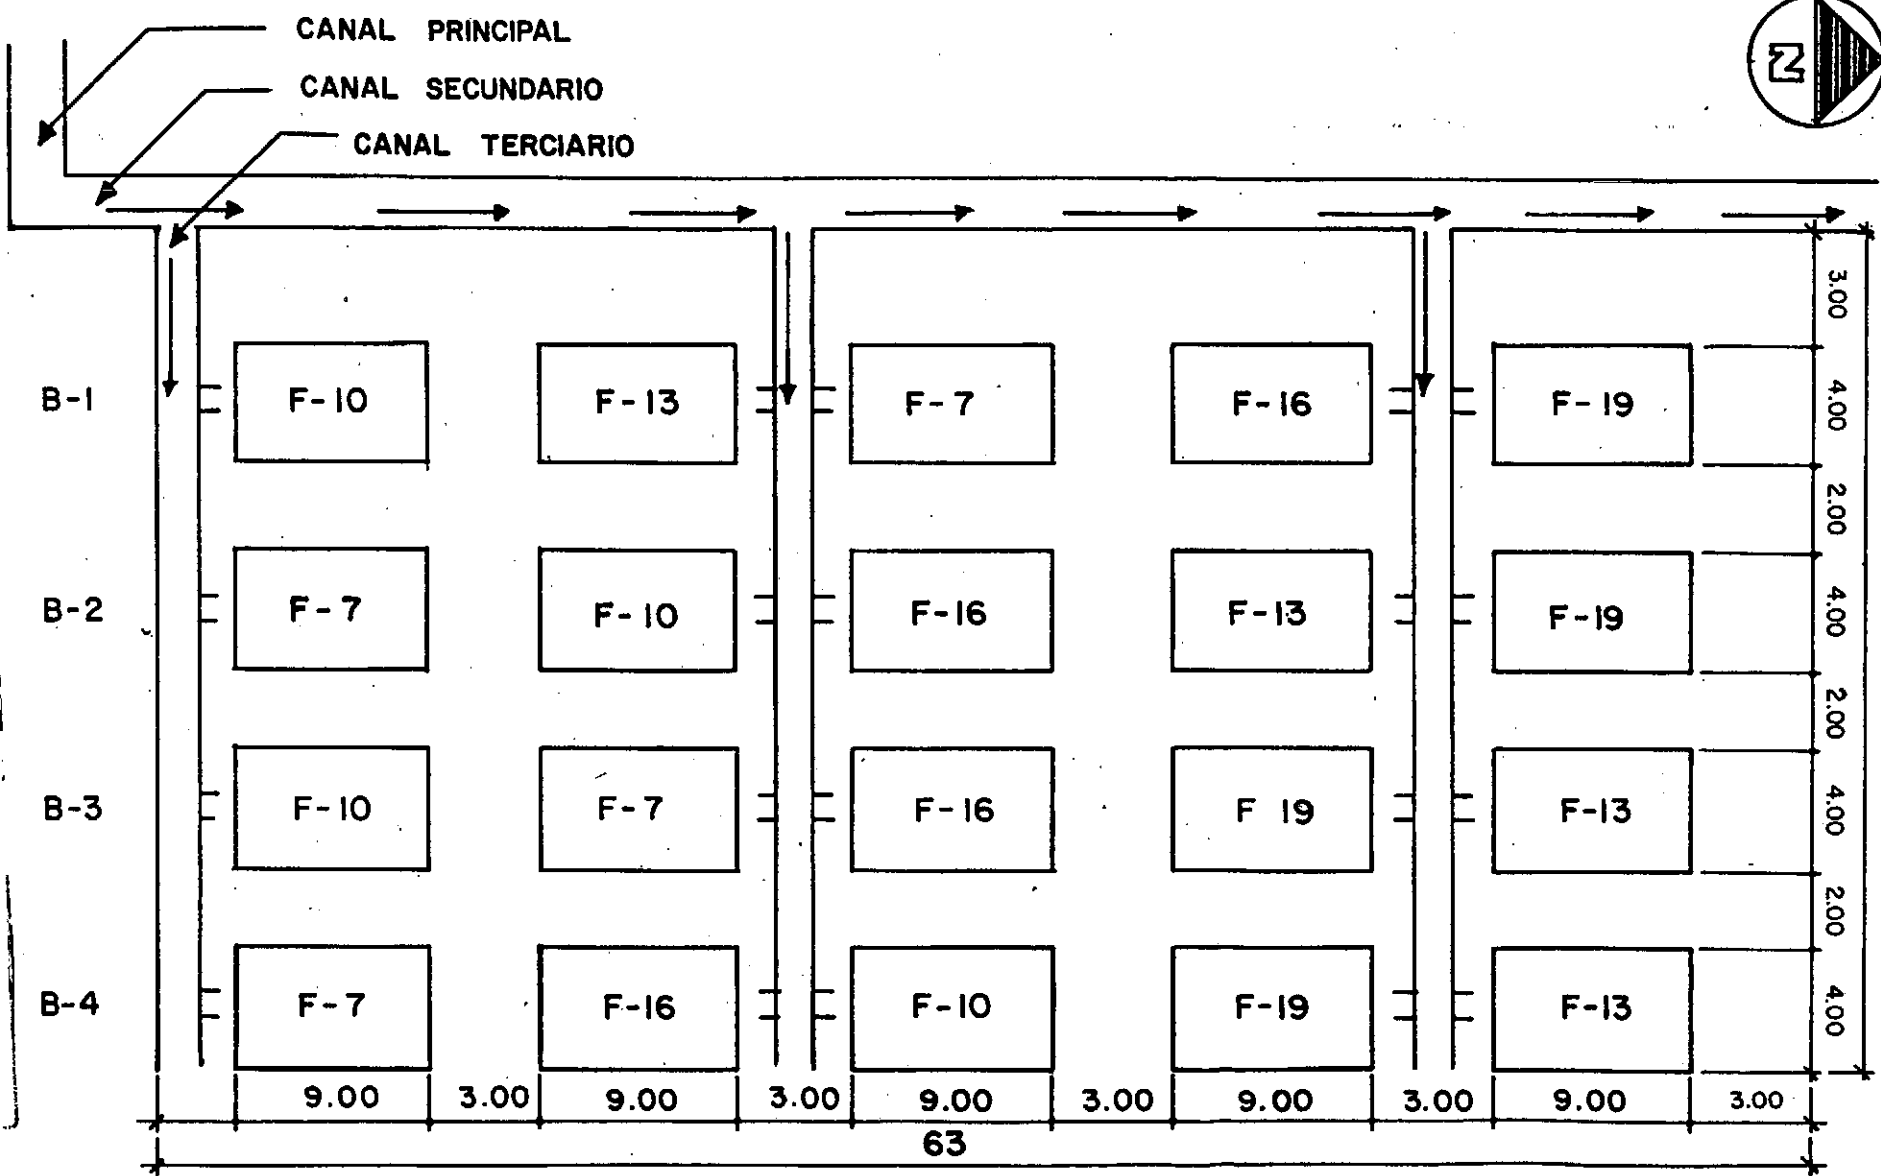 CANAL PRINCIPAL
CANAL SECUNDARIO
CANAL TERCIARIO
N
3.00
B-1 F-10 F-13 F-7 F-16 F-19 4.00
2.00
B-2 F-7 F-10 F-16 F-13 F-19 4.00
2.00
B-3 F-10 F-7 F-16 F 19 F-13 4.00
2.00
B-4 F-7 F-16 F-10 F-19 F-13 4.00
9.00 3.00 9.00 3.00 9.00 3.00 9.00 3.00 9.00 3.00
63